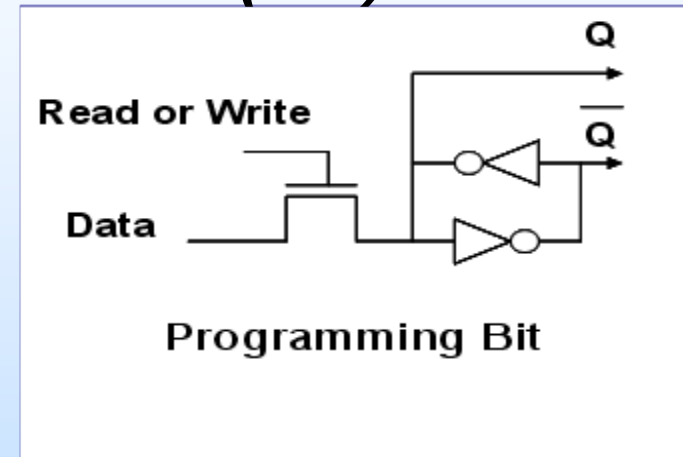 Q
Read or Write
Q
Data
Programming Bit